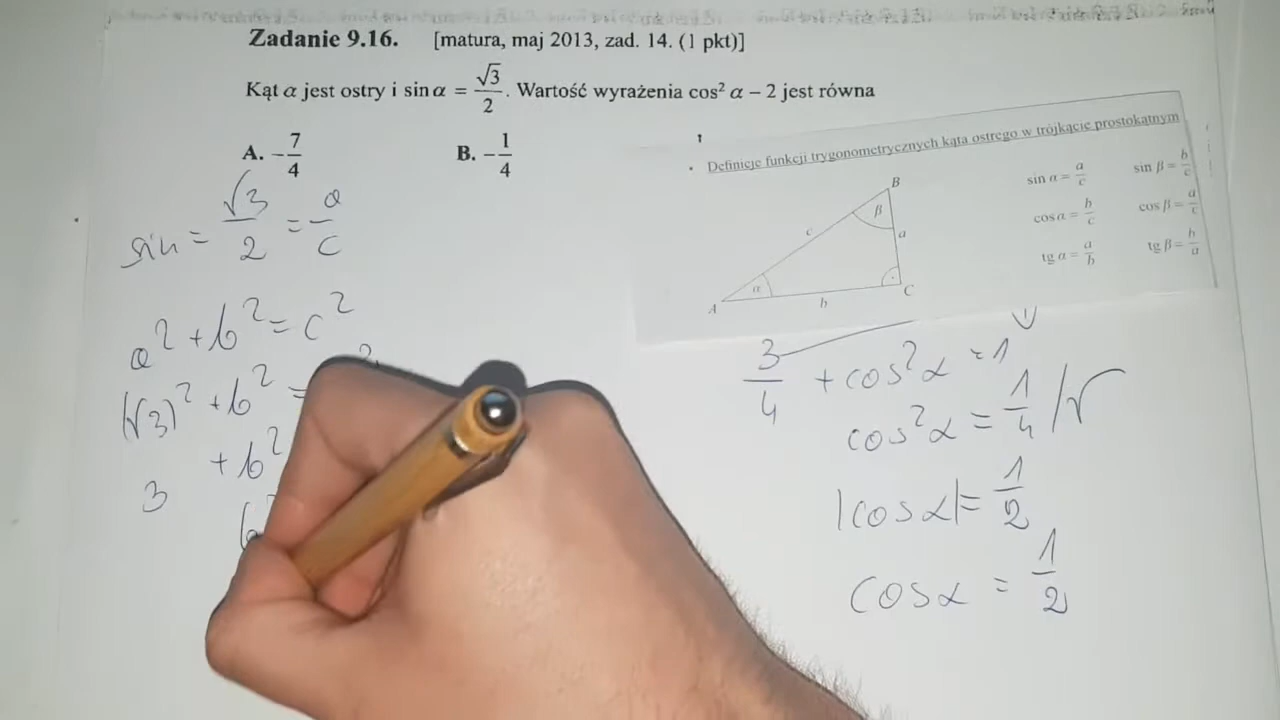 Zadanie 9.16. [matura, maj 2013, zad. 14. (1 pkt)]
Kąt α jest ostry i sin α = √3/2. Wartość wyrażenia cos² α – 2 jest równa
A. –7/4 B. –1/4
Definicje funkcji trygonometrycznych kąta ostrego w trójkącie prostokątnym
sin α = a/c sin β = b/c
cos α = b/c cos β = a/c
tg α = a/b tg β = b/a
B
β
c
a
α
A
b
C
sin = √3/2 = a/c
a² + b² = c²
(√3)² + b² =
3 + b²
3/4 + cos²α = 1
cos²α = 1/4 /√
|cos α| = 1/2
cos α = 1/2